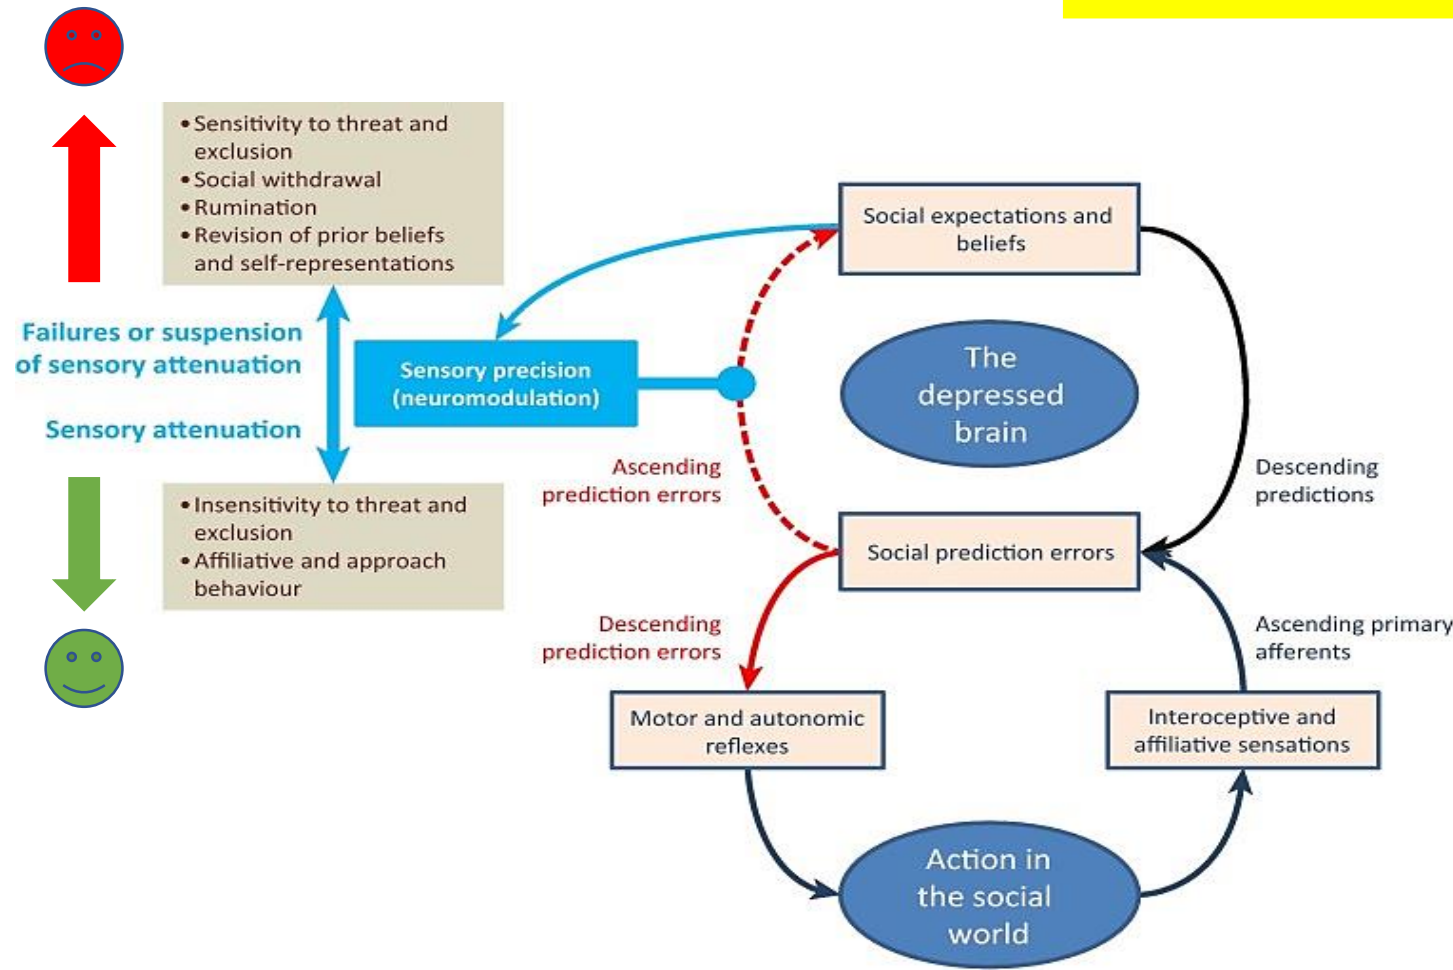 • Sensitivity to threat and
exclusion
• Social withdrawal
• Rumination
• Revision of prior beliefs
and self-representations
Failures or suspension
of sensory attenuation
Sensory attenuation
• Insensitivity to threat and
exclusion
• Affiliative and approach
behaviour
Sensory precision
(neuromodulation)
Social expectations and
beliefs
The
depressed
brain
Ascending
prediction errors
Descending
predictions
Social prediction errors
Descending
prediction errors
Ascending primary
afferents
Motor and autonomic
reflexes
Interoceptive and
affiliative sensations
Action in
the social
world